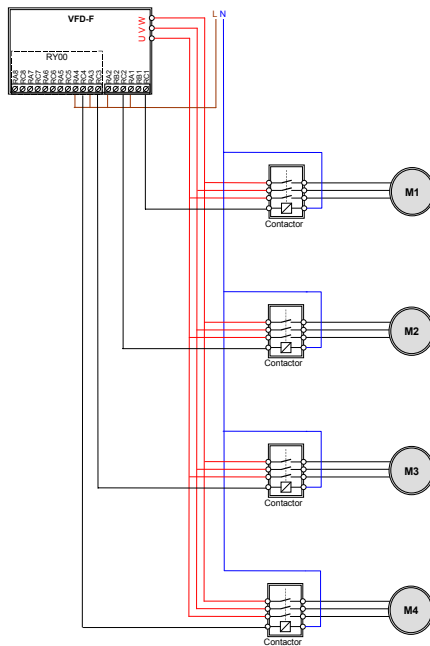 L N
VFD-F
U V W
RY00
RA8
RC8
RA7
RC7
RA6
RC6
RA5
RC5
RA4
RC4
RA3
RC3
RA2
RB2
RC2
RA1
RB1
RC1
M1
Contactor
M2
Contactor
M3
Contactor
M4
Contactor